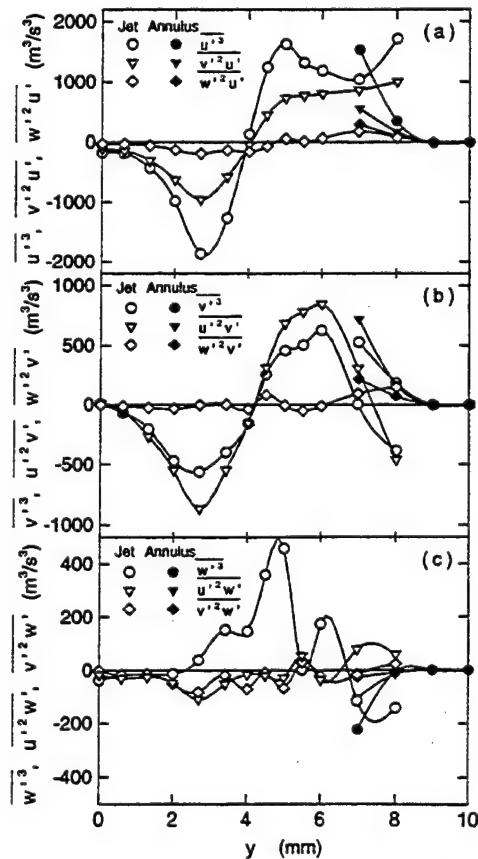 2000
1000
0
-1000
-2000
u'³, v'²u', w'²u' (m³/s³)
Jet Annulus
u'³
v'²u'
w'²u'
(a)
1000
500
0
-500
-1000
v'³, u'²v', w'²v' (m³/s³)
Jet Annulus
v'³
u'²v'
w'²v'
(b)
400
200
0
-200
-400
w'³, u'²w', v'²w' (m³/s³)
Jet Annulus
w'³
u'²w'
v'²w'
(c)
0 2 4 6 8 10
y (mm)